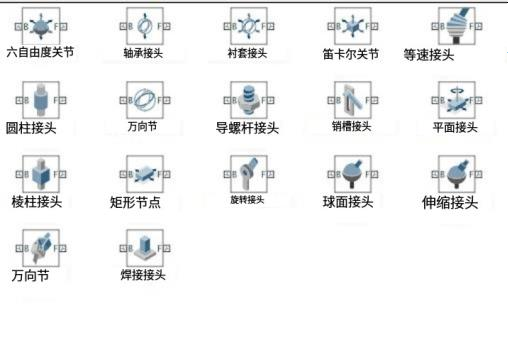 B F B F B F B F B F
六自由度关节 轴承接头 衬套接头 笛卡尔关节 等速接头
B F B F B F B F B F
圆柱接头 万向节 导螺杆接头 销槽接头 平面接头
B F B F B F B F B F
棱柱接头 矩形节点 旋转接头 球面接头 伸缩接头
B F B F
万向节 焊接接头